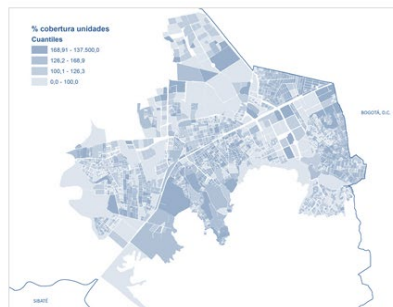 % cobertura unidades
Cuantiles
168,91 - 137.500,0
126,2 - 168,9
100,1 - 126,3
0,0 - 100,0
BOGOTÁ, D.C.
SIBATÉ